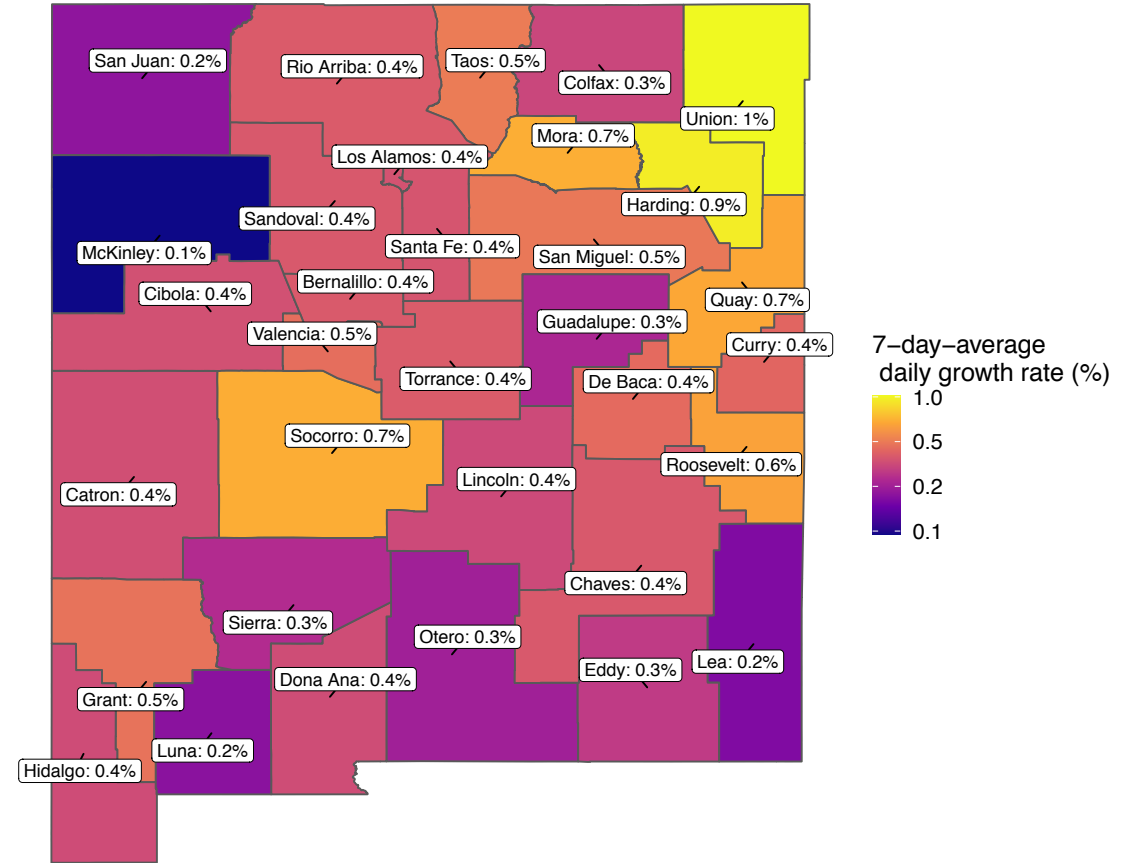 San Juan: 0.2%
Rio Arriba: 0.4%
Taos: 0.5%
Colfax: 0.3%
Union: 1%
Mora: 0.7%
Los Alamos: 0.4%
Harding: 0.9%
Sandoval: 0.4%
Santa Fe: 0.4%
McKinley: 0.1%
San Miguel: 0.5%
Bernalillo: 0.4%
Cibola: 0.4%
Quay: 0.7%
Guadalupe: 0.3%
Valencia: 0.5%
Curry: 0.4%
Torrance: 0.4%
De Baca: 0.4%
Socorro: 0.7%
Roosevelt: 0.6%
Lincoln: 0.4%
Catron: 0.4%
Chaves: 0.4%
Sierra: 0.3%
Otero: 0.3%
Lea: 0.2%
Eddy: 0.3%
Dona Ana: 0.4%
Grant: 0.5%
Luna: 0.2%
Hidalgo: 0.4%
7−day−average
daily growth rate (%)
1.0
0.5
0.2
0.1